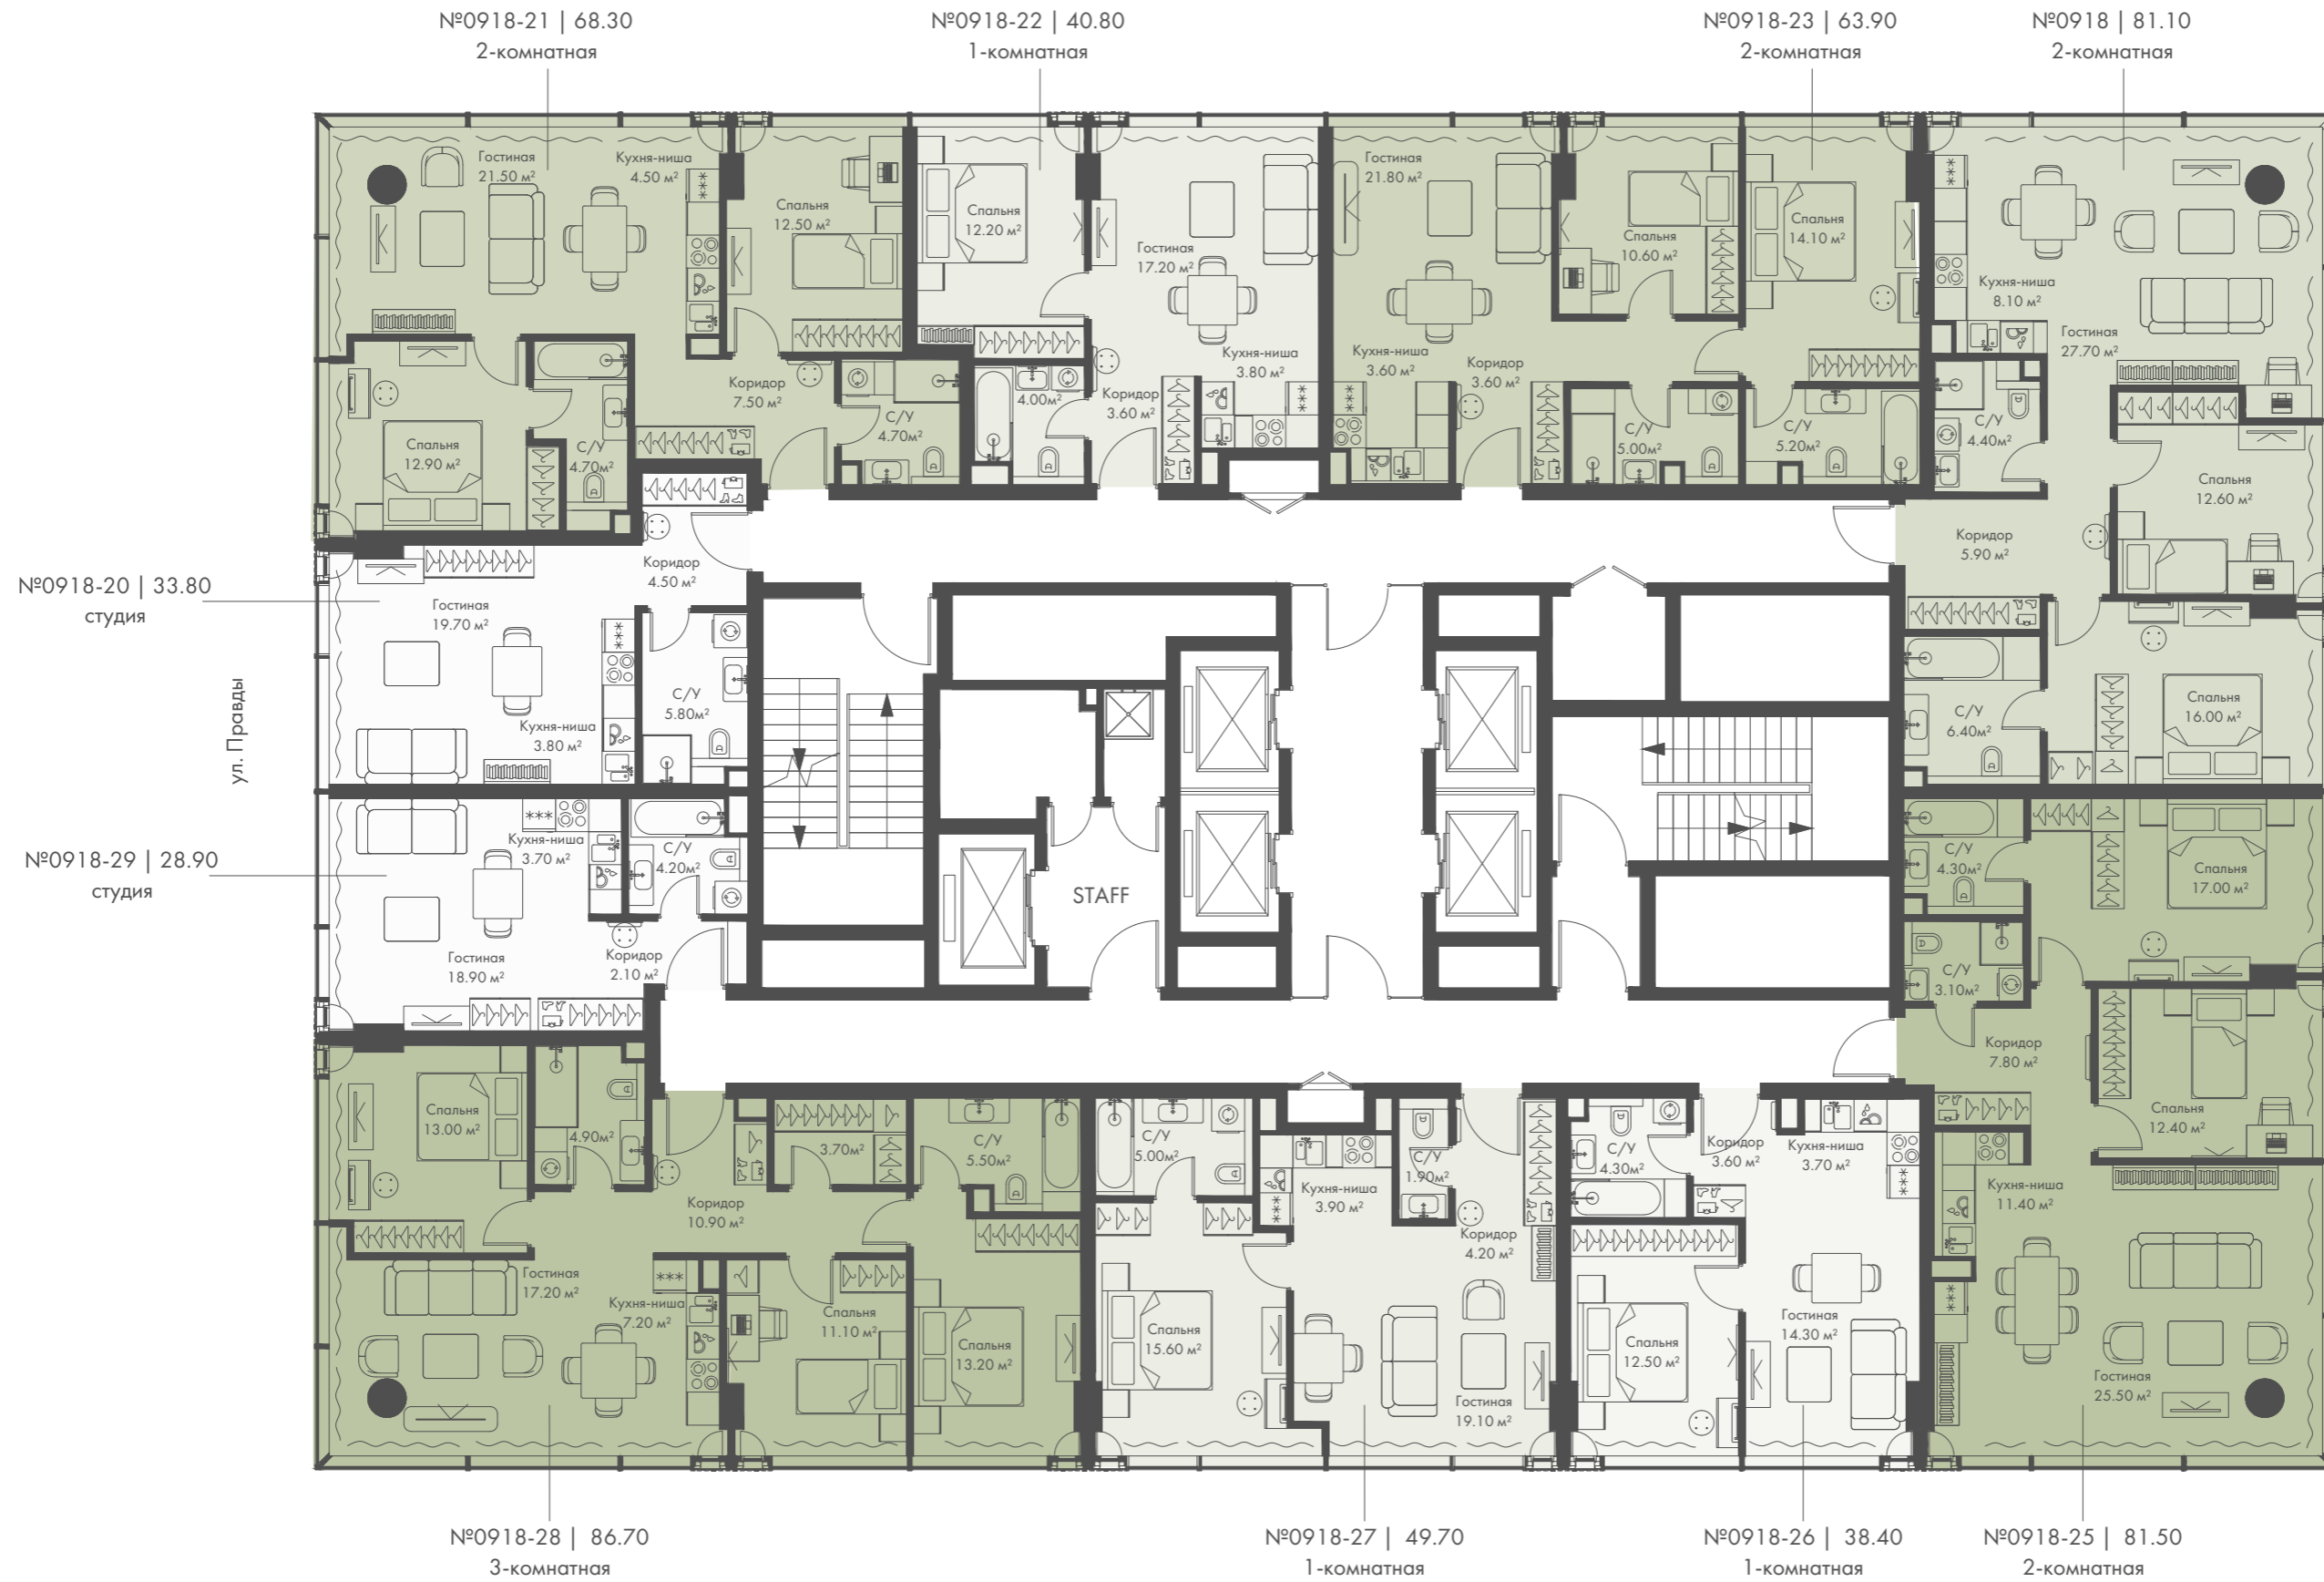 №0918-21 | 68.30
2-комнатная
№0918-22 | 40.80
1-комнатная
№0918-23 | 63.90
2-комнатная
№0918 | 81.10
2-комнатная
Гостиная
21.50 м²
Кухня-ниша
4.50 м²
Спальня
12.50 м²
Коридор
7.50 м²
С/У
4.70м²
Спальня
12.90 м²
С/У
4.70м²
Спальня
12.20 м²
Гостиная
17.20 м²
Кухня-ниша
3.80 м²
4.00м²
Коридор
3.60 м²
Гостиная
21.80 м²
Кухня-ниша
3.60 м²
Коридор
3.60 м²
Спальня
10.60 м²
Спальня
14.10 м²
С/У
5.00м²
С/У
5.20м²
Кухня-ниша
8.10 м²
Гостиная
27.70 м²
С/У
4.40м²
Спальня
12.60 м²
Коридор
5.90 м²
С/У
6.40м²
Спальня
16.00 м²
№0918-20 | 33.80
студия
Коридор
4.50 м²
Гостиная
19.70 м²
С/У
5.80м²
Кухня-ниша
3.80 м²
ул. Правды
№0918-29 | 28.90
студия
Кухня-ниша
3.70 м²
С/У
4.20м²
Гостиная
18.90 м²
Коридор
2.10 м²
STAFF
С/У
4.30м²
Спальня
17.00 м²
С/У
3.10м²
Коридор
7.80 м²
Спальня
12.40 м²
Кухня-ниша
11.40 м²
Гостиная
25.50 м²
Спальня
13.00 м²
4.90м²
3.70м²
С/У
5.50м²
Коридор
10.90 м²
Гостиная
17.20 м²
Кухня-ниша
7.20 м²
Спальня
11.10 м²
Спальня
13.20 м²
С/У
5.00м²
Кухня-ниша
3.90 м²
С/У
1.90м²
Коридор
4.20 м²
Спальня
15.60 м²
Гостиная
19.10 м²
С/У
4.30м²
Коридор
3.60 м²
Кухня-ниша
3.70 м²
Спальня
12.50 м²
Гостиная
14.30 м²
№0918-28 | 86.70
3-комнатная
№0918-27 | 49.70
1-комнатная
№0918-26 | 38.40
1-комнатная
№0918-25 | 81.50
2-комнатная